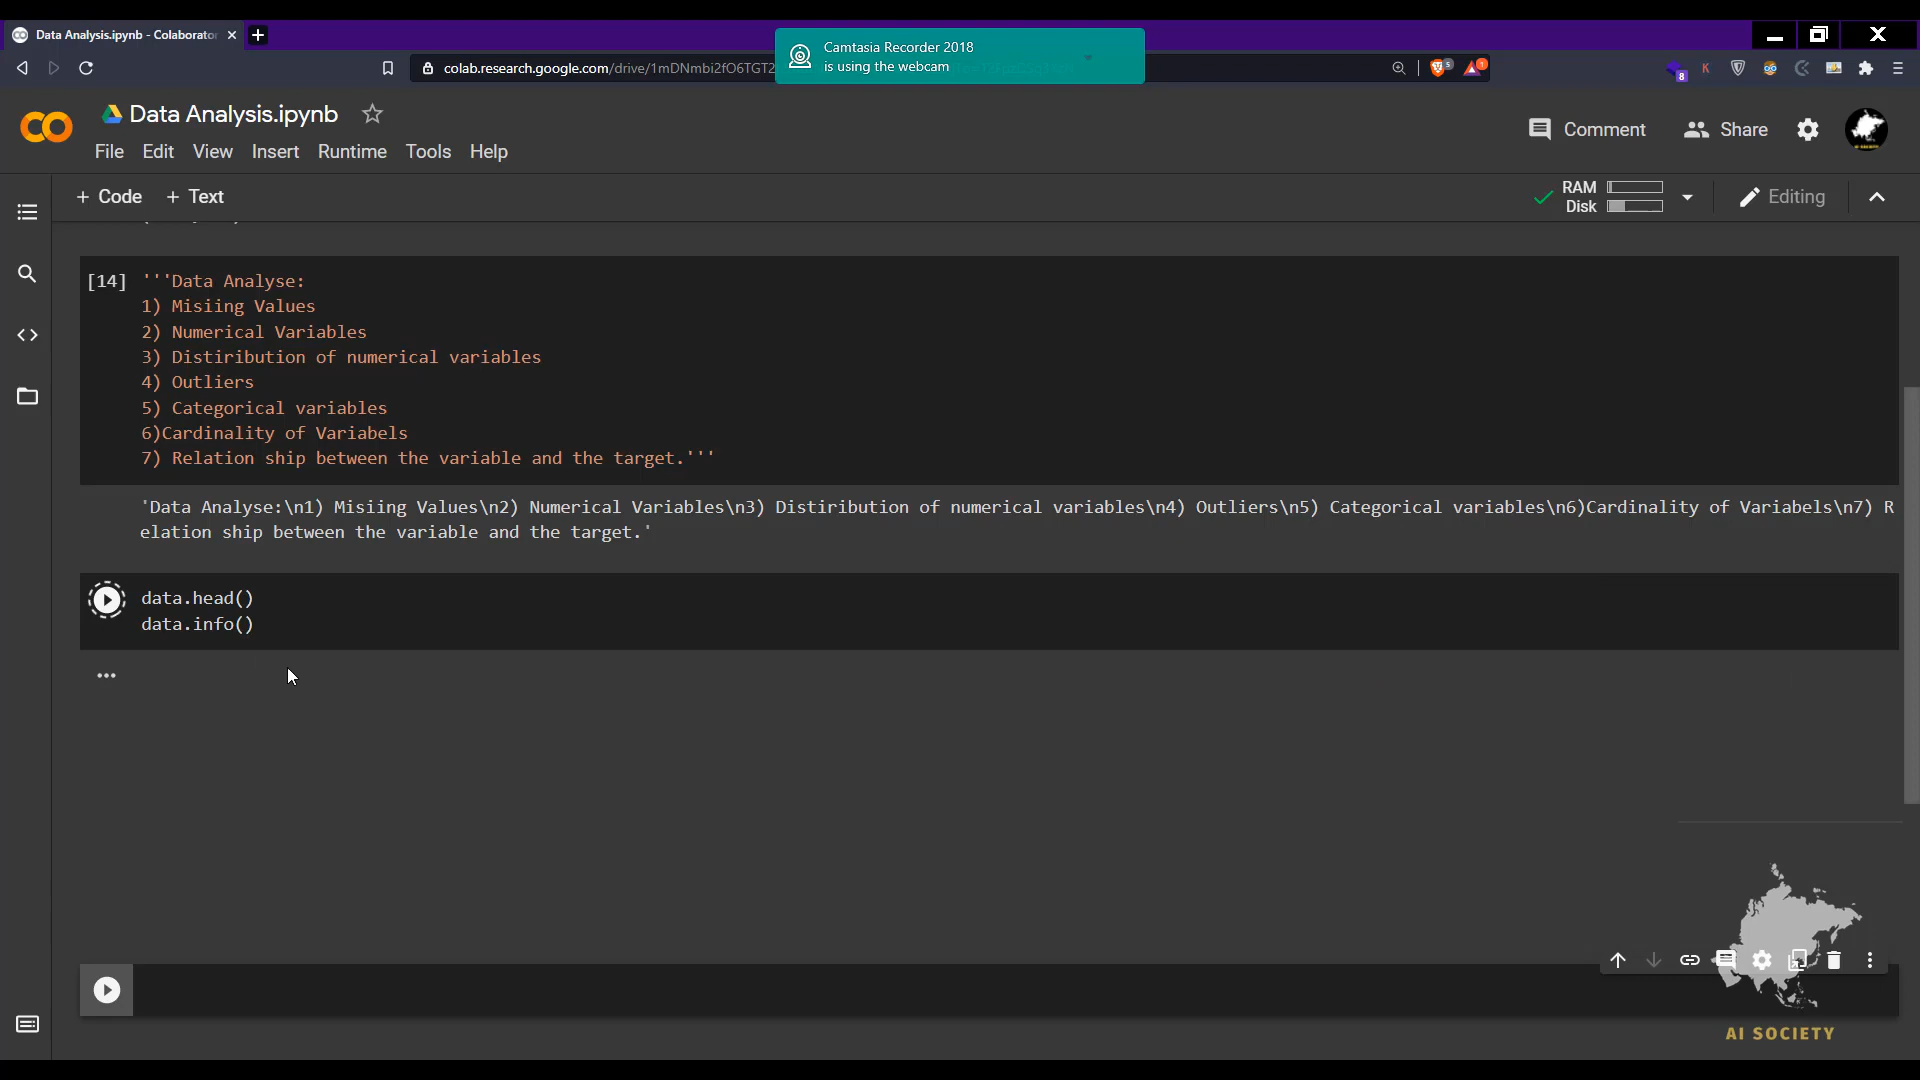 Data Analysis.ipynb - Colaborato
Camtasia Recorder 2018
is using the webcam
colab.research.google.com/drive/1mDNmbi2fO6TGT2
5
1
8
K
CO
Data Analysis.ipynb
Comment
Share
File Edit View Insert Runtime Tools Help
+ Code + Text
RAM
Disk
Editing
[14] '''Data Analyse:
1) Misiing Values
2) Numerical Variables
3) Distiribution of numerical variables
4) Outliers
5) Categorical variables
6)Cardinality of Variabels
7) Relation ship between the variable and the target.'''
'Data Analyse:\n1) Misiing Values\n2) Numerical Variables\n3) Distiribution of numerical variables\n4) Outliers\n5) Categorical variables\n6)Cardinality of Variabels\n7) R
elation ship between the variable and the target.'
data.head()
data.info()
AI SOCIETY